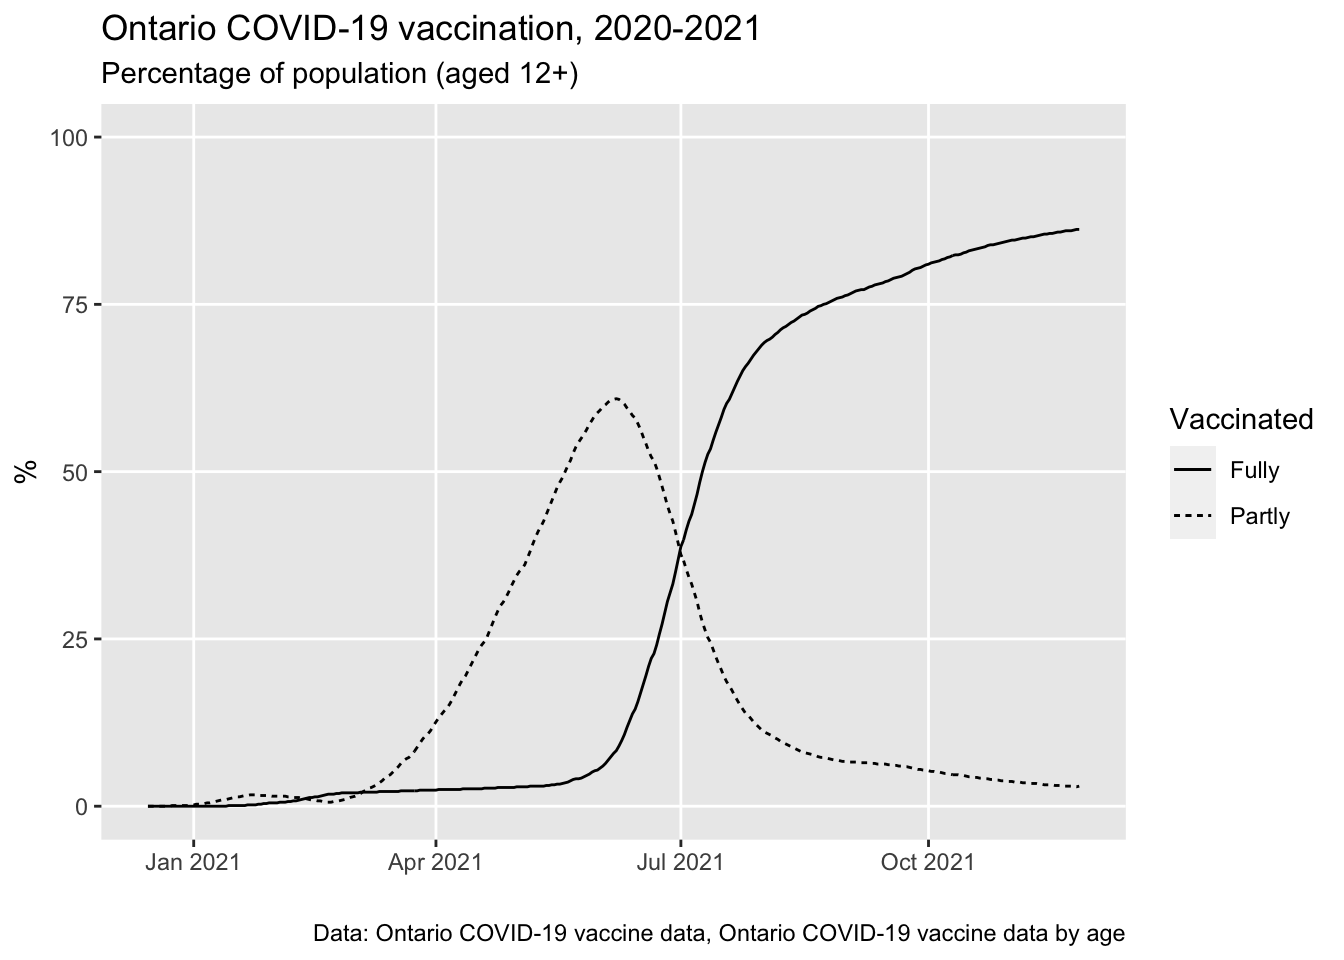 Ontario COVID-19 vaccination, 2020-2021
Percentage of population (aged 12+)
100
75
50
25
0
%
Jan 2021
Apr 2021
Jul 2021
Oct 2021
Vaccinated
Fully
Partly
Data: Ontario COVID-19 vaccine data, Ontario COVID-19 vaccine data by age